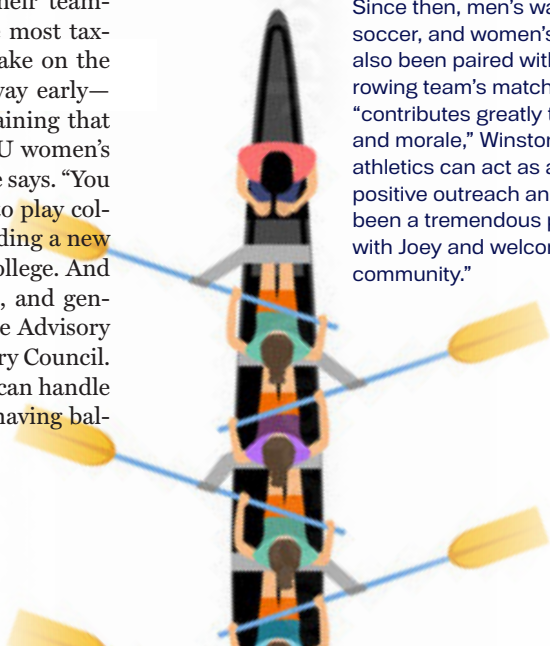 their team-
most tax-
ake on the
way early—
aining that
U women's
says. “You
to play col-
ding a new
ollege. And
, and gen-
e Advisory
ry Council.
can handle
having bal-
Since then, men's wa
soccer, and women's
also been paired with
rowing team's match
“contributes greatly t
and morale,” Winston
athletics can act as a
positive outreach an
been a tremendous p
with Joey and welcom
community.”